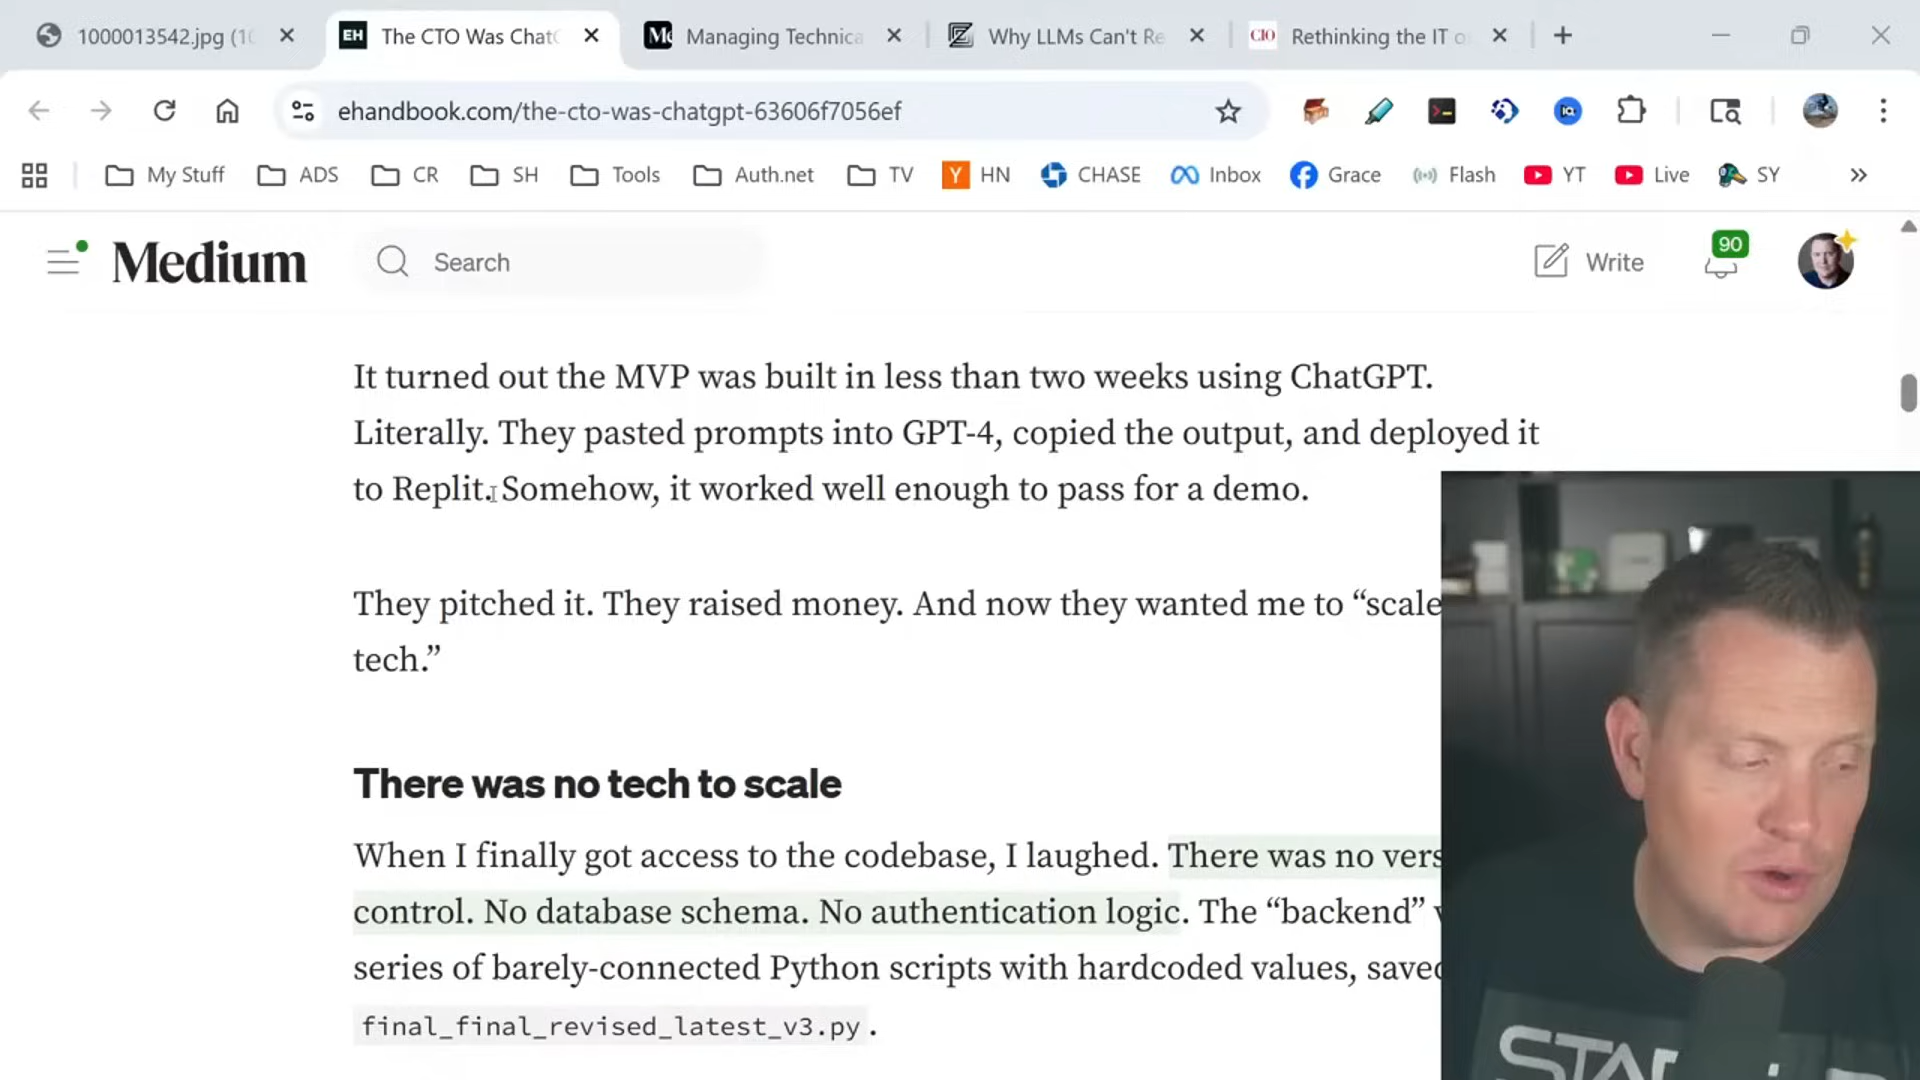 1000013542.jpg (10
EH The CTO Was ChatG
Managing Technica
Why LLMs Can't Re
CIO Rethinking the IT o
ehandbook.com/the-cto-was-chatgpt-63606f7056ef
My Stuff ADS CR SH Tools Auth.net TV Y HN CHASE Inbox Grace Flash YT Live SY
Medium Search Write 90
It turned out the MVP was built in less than two weeks using ChatGPT.
Literally. They pasted prompts into GPT-4, copied the output, and deployed it
to Replit. Somehow, it worked well enough to pass for a demo.
They pitched it. They raised money. And now they wanted me to “scale
tech.”
There was no tech to scale
When I finally got access to the codebase, I laughed. There was no vers
control. No database schema. No authentication logic. The “backend”
series of barely-connected Python scripts with hardcoded values, saved
final_final_revised_latest_v3.py.